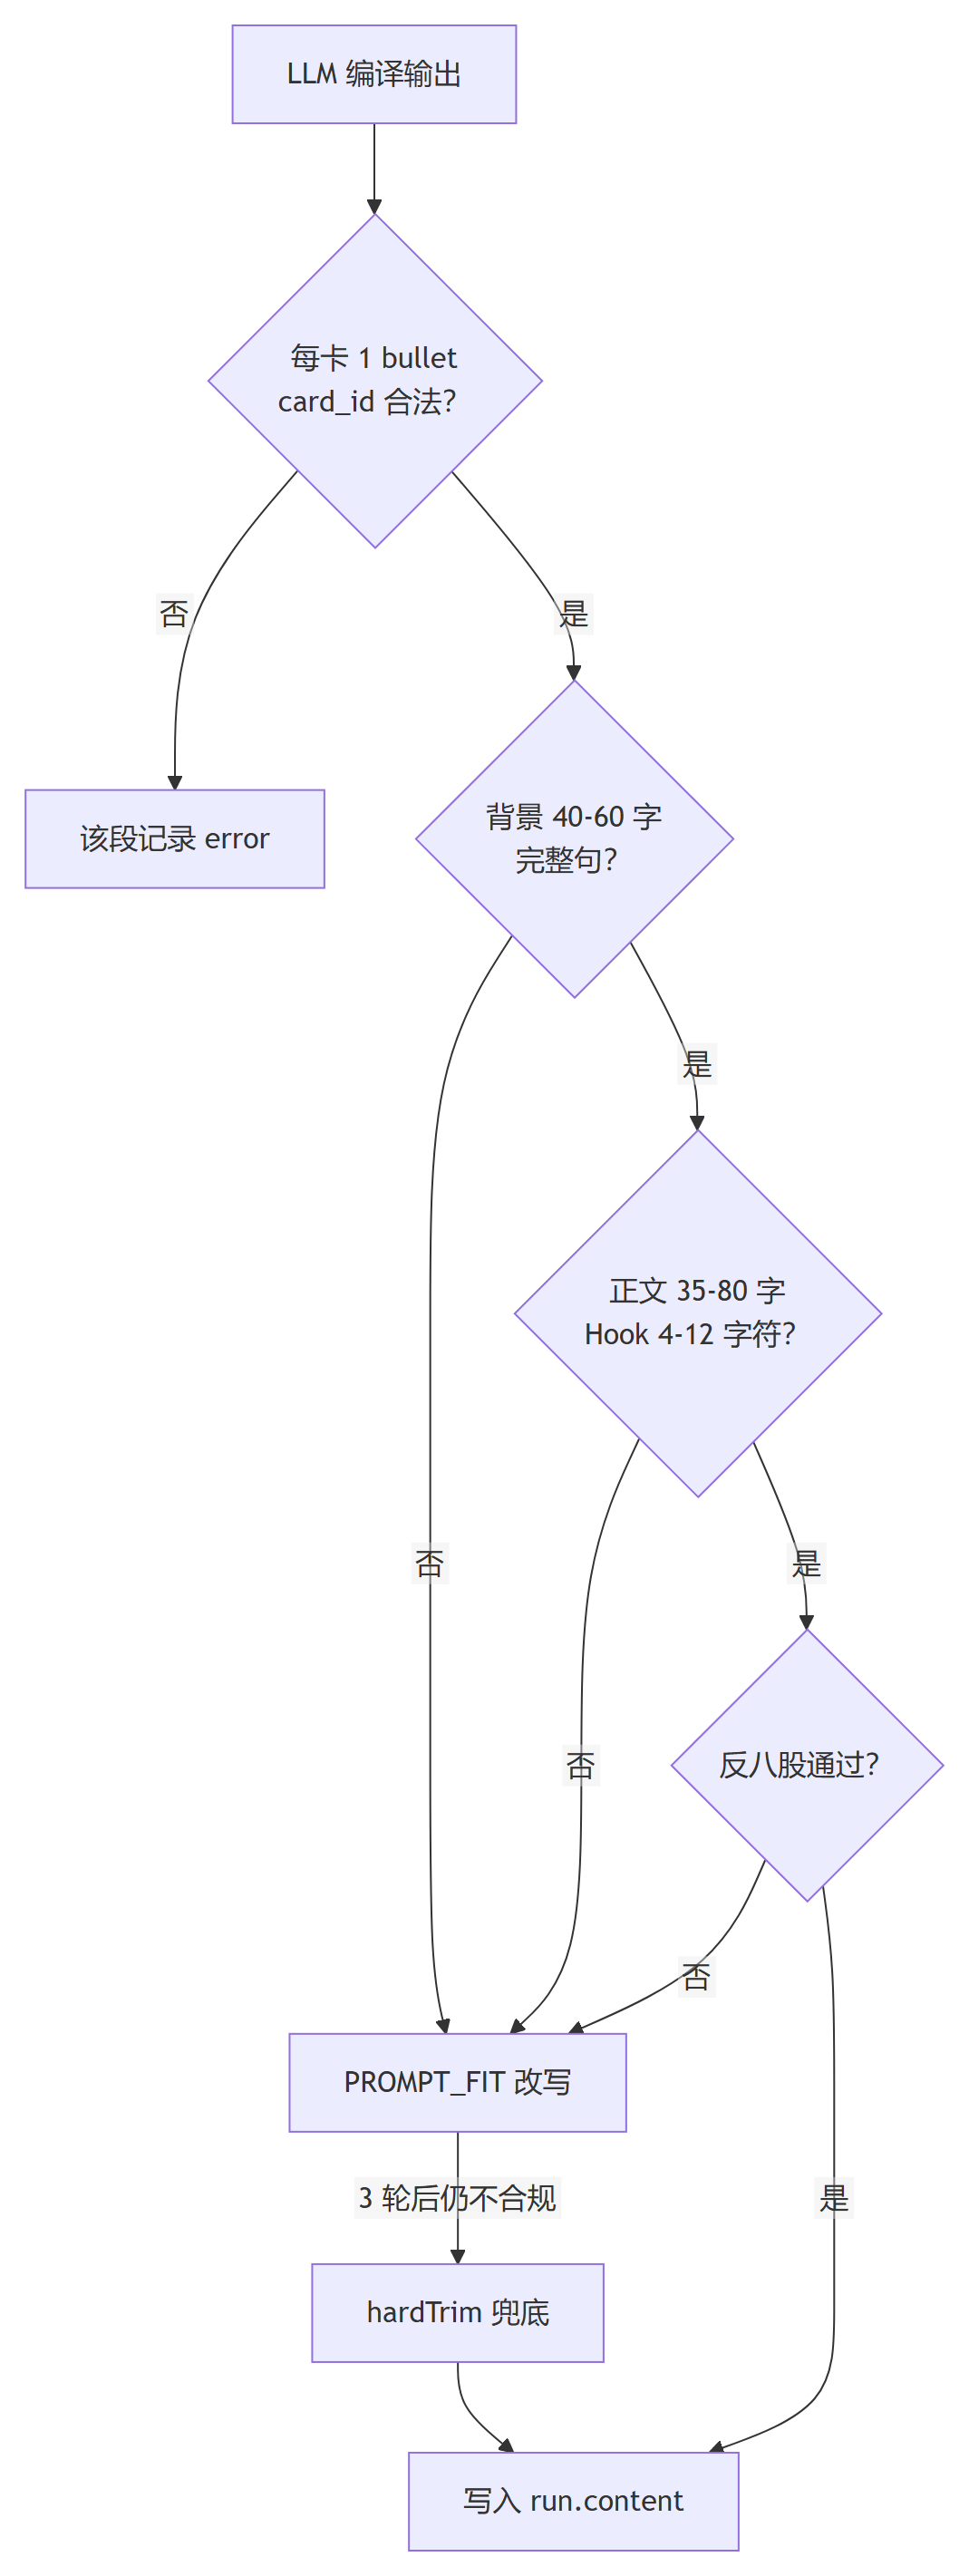 LLM 编译输出
每卡 1 bullet
card_id 合法?
否
是
该段记录 error
背景 40-60 字
完整句?
是
正文 35-80 字
Hook 4-12 字符?
否
是
否
反八股通过?
否
PROMPT_FIT 改写
3 轮后仍不合规
是
hardTrim 兜底
写入 run.content